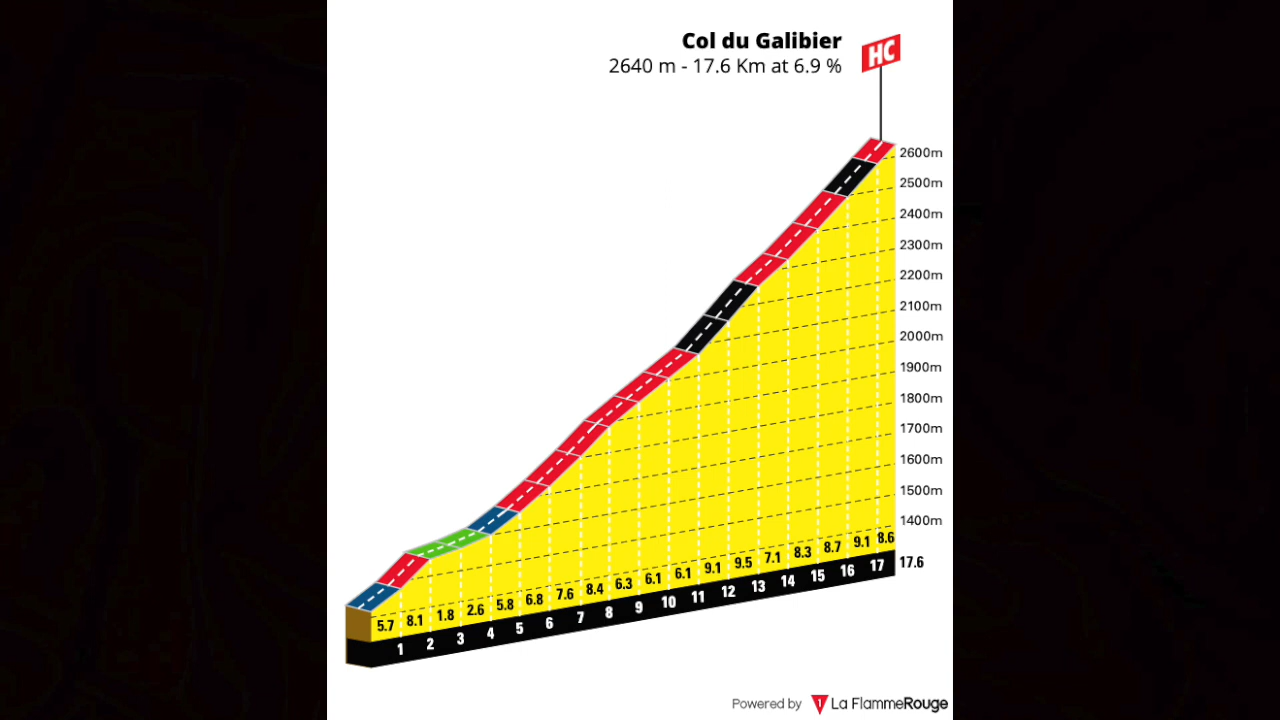 Col du Galibier
2640 m - 17.6 Km at 6.9 %
HC
2600m
2500m
2400m
2300m
2200m
2100m
2000m
1900m
1800m
1700m
1600m
1500m
1400m
5.7 8.1 1.8 2.6 5.8 6.8 7.6 8.4 6.3 6.1 6.1 9.1 9.5 7.1 8.3 8.7 9.1 8.6
1 2 3 4 5 6 7 8 9 10 11 12 13 14 15 16 17 17.6
Powered by 1 La FlammeRouge